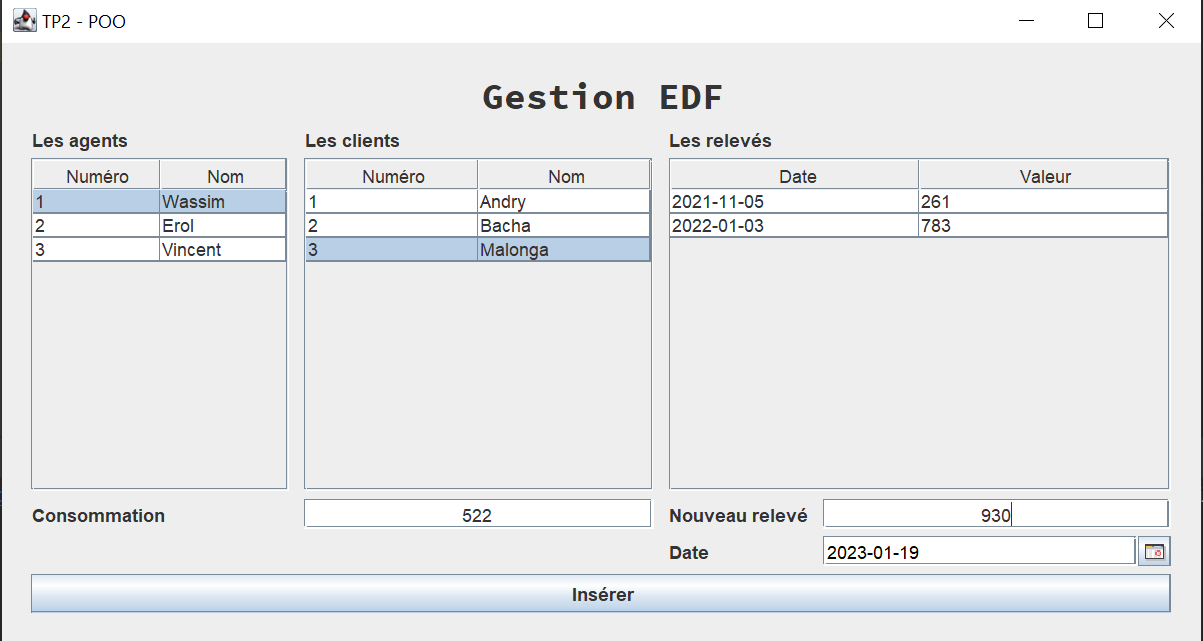 TP2 - POO
Gestion EDF
Les agents
Numéro Nom
1 Wassim
2 Erol
3 Vincent
Les clients
Numéro Nom
1 Andry
2 Bacha
3 Malonga
Les relevés
Date Valeur
2021-11-05 261
2022-01-03 783
Consommation 522
Nouveau relevé 930
Date 2023-01-19
Insérer